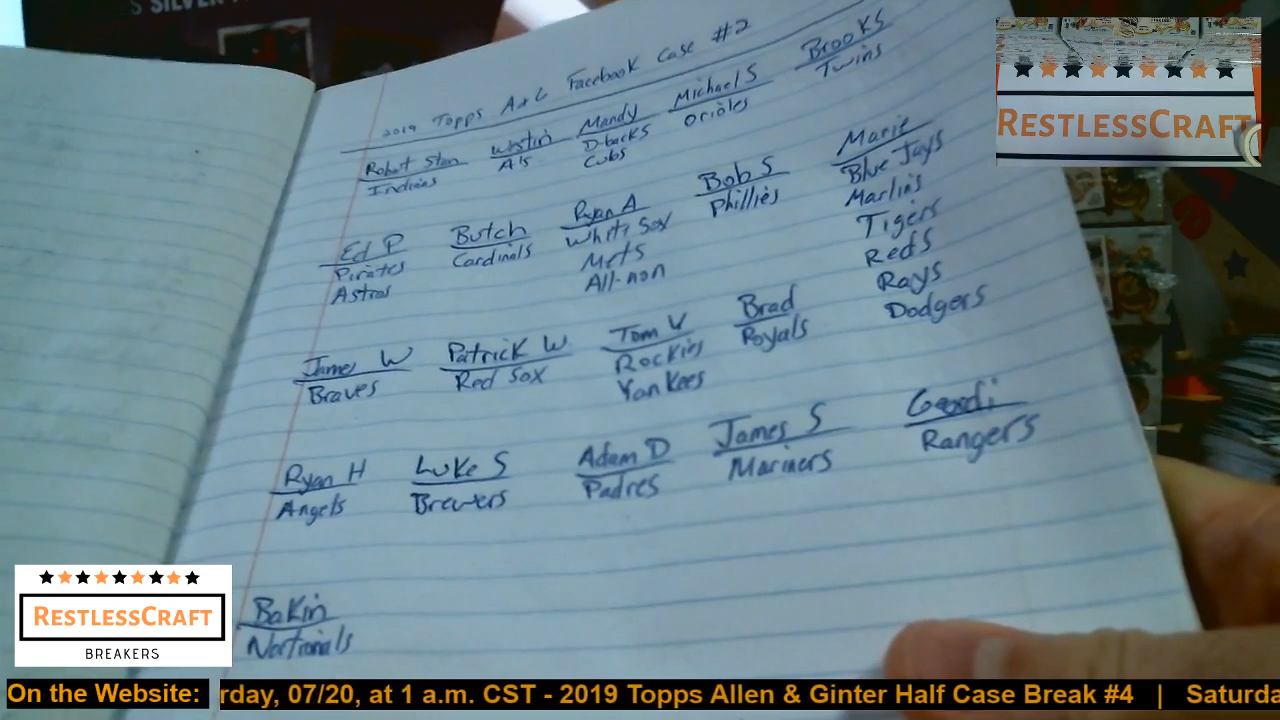 S SILVER
2019 Topps A+G Facebook Case #2
Robert Stan
Indians
Westin
A's
Mandy
D-backs
Cubs
Michael S
Orioles
Brook S
Twins
Ed P
Pirates
Astros
Butch
Cardinals
Ryan A
White Sox
Mets
All-non
Bob S
Phillies
Marie
Blue Jays
Marlins
Tigers
Reds
Rays
Dodgers
James W
Braves
Patrick W
Red Sox
Tom V
Rockies
Yankees
Brad
Royals
Ryan H
Angels
Luke S
Brewers
Adam D
Padres
James S
Mariners
Rangers
Bakin
Nationals
RESTLESSCRAFT
RESTLESSCRAFT
BREAKERS
On the Website: rday, 07/20, at 1 a.m. CST - 2019 Topps Allen & Ginter Half Case Break #4 | Saturda